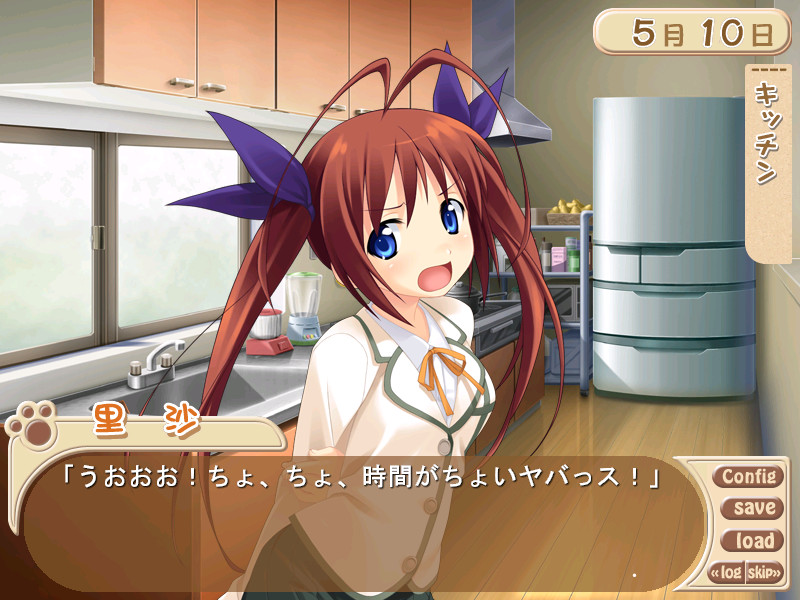 5月10日
キッチン
里沙
「うおおお！ちょ、ちょ、時間がちょいヤバっス！」
Config
save
load
«log skip»